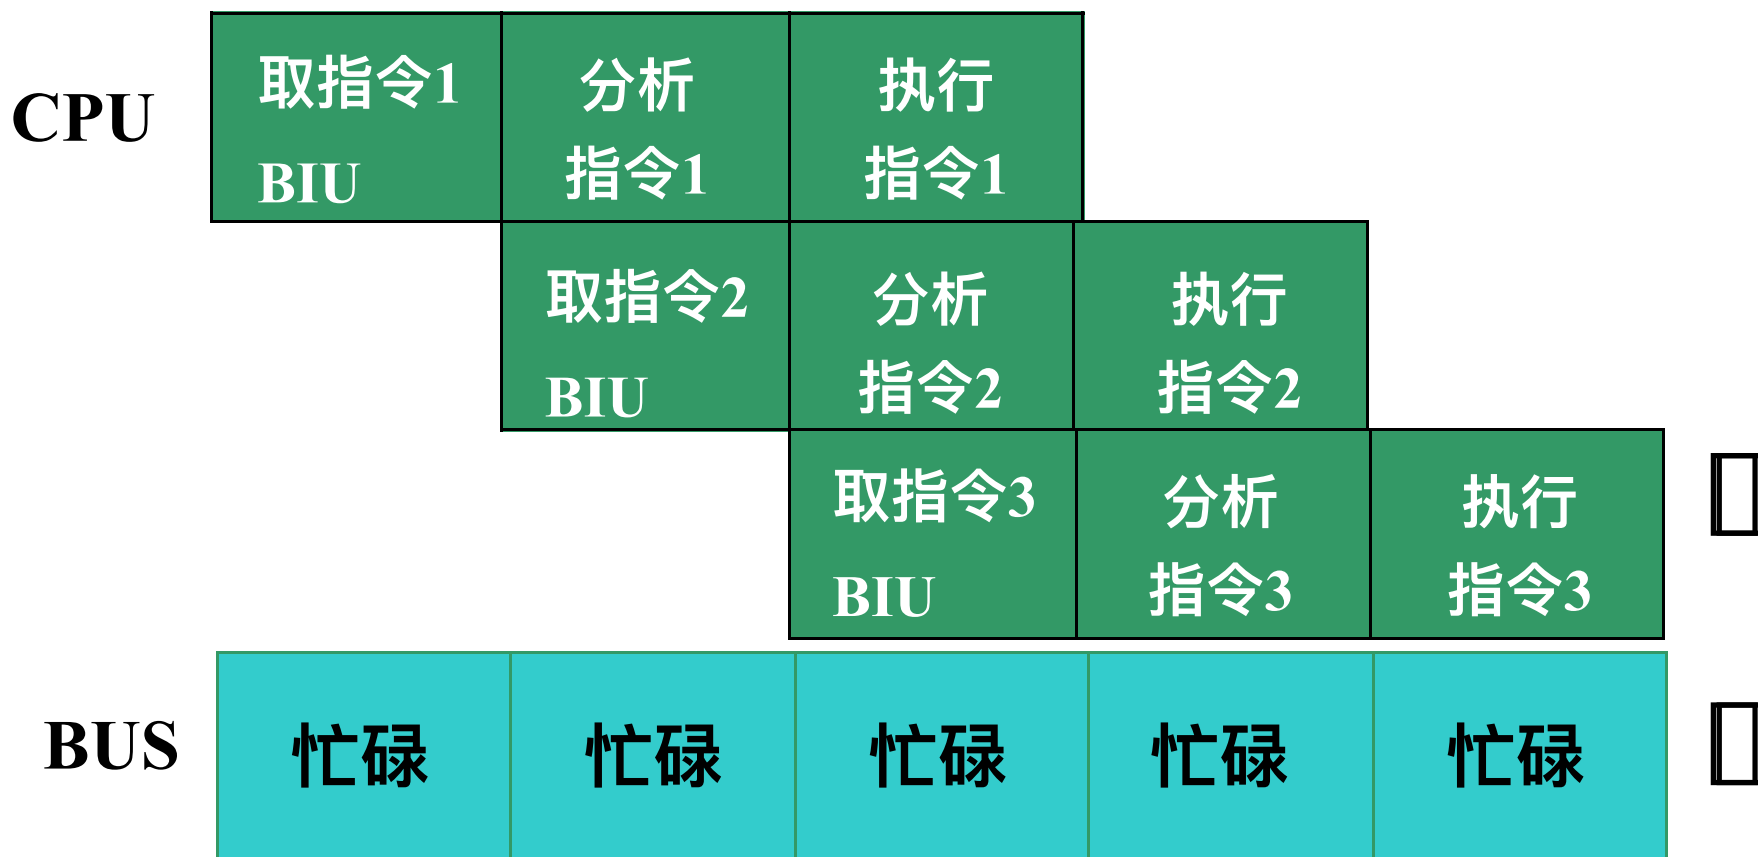 CPU
取指令1
BIU
分析
指令1
执行
指令1
取指令2
BIU
分析
指令2
执行
指令2
取指令3
BIU
分析
指令3
执行
指令3
BUS
忙碌
忙碌
忙碌
忙碌
忙碌